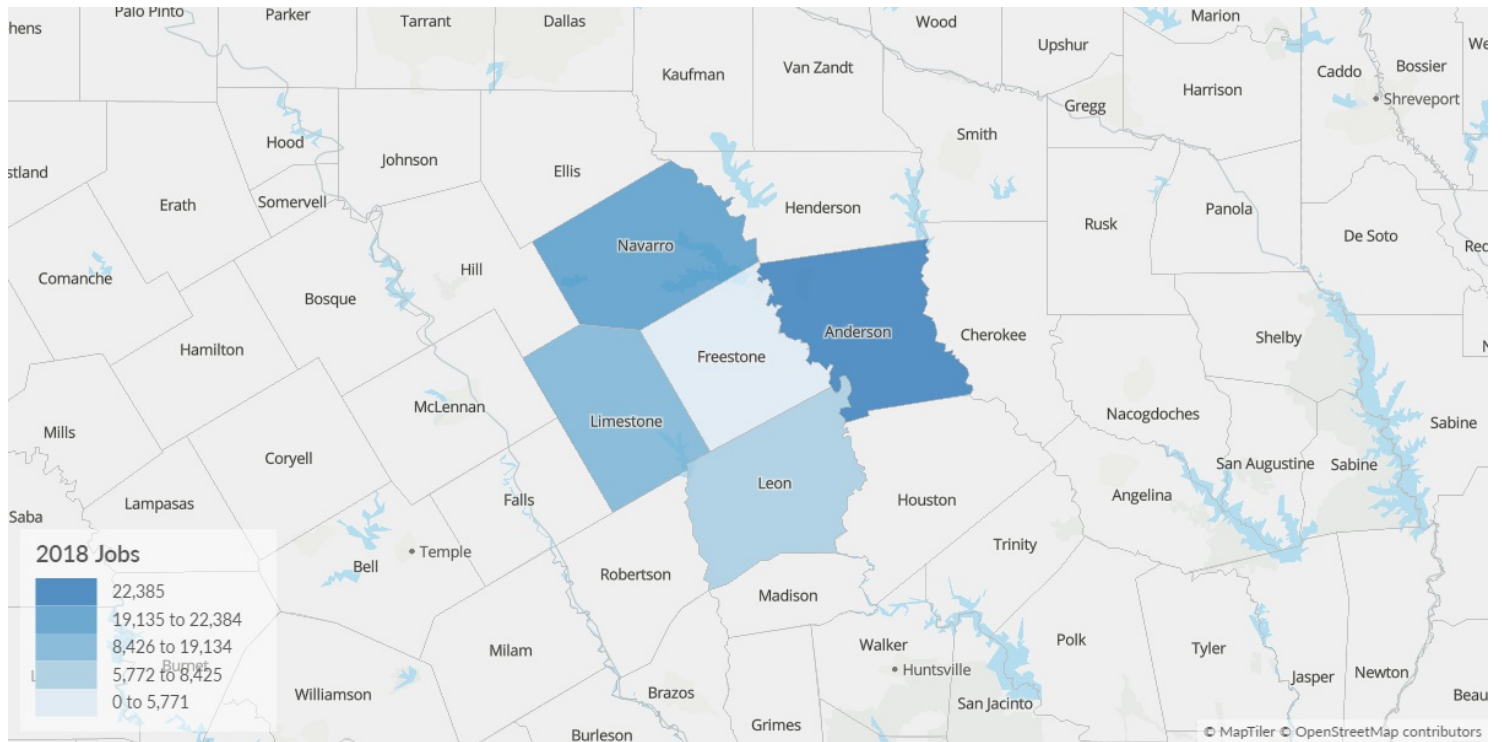 Palo Pinto
Parker
Tarrant
Dallas
Wood
Marion
hens
Kaufman
Van Zandt
Upshur
We
Caddo
Bossier
Harrison
Shreveport
Gregg
Hood
Smith
Johnson
Ellis
stland
Erath
Somervell
Henderson
Rusk
Panola
De Soto
Navarro
Red
Comanche
Hill
Bosque
Anderson
Cherokee
Shelby
Hamilton
Freestone
N
McLennan
Nacogdoches
Limestone
Sabine
Mills
Coryell
San Augustine
Sabine
Leon
Angelina
Lampasas
Falls
Houston
Saba
2018 Jobs
Temple
Trinity
Bell
Robertson
22,385
Madison
19,135 to 22,384
8,426 to 19,134
Walker
Polk
Milam
Tyler
5,772 to 8,425
Burnet
L
Huntsville
Jasper
Newton
0 to 5,771
Williamson
Brazos
San Jacinto
Beau
Grimes
Burleson
© MapTiler © OpenStreetMap contributors